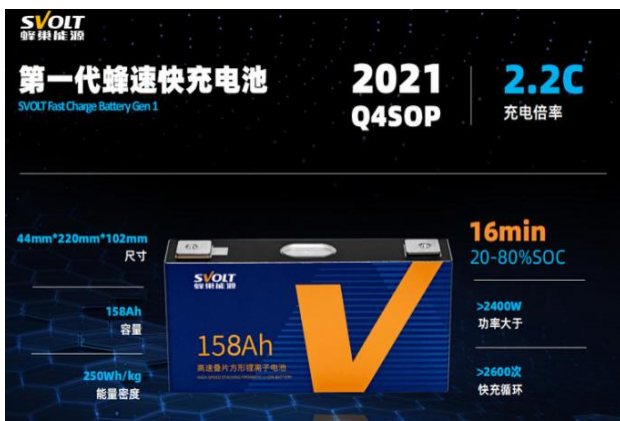 SVOLT
蜂巢能源
第一代蜂速快充电池
SVOLT Fast Charge Battery Gen 1
2021
Q4SOP
2.2C
充电倍率
44mm*220mm*102mm
尺寸
158Ah
容量
250Wh/kg
能量密度
SVOLT
蜂巢能源
158Ah
高速叠片方形锂离子电池
16min
20-80%SOC
>2400W
功率大于
>2600次
快充循环